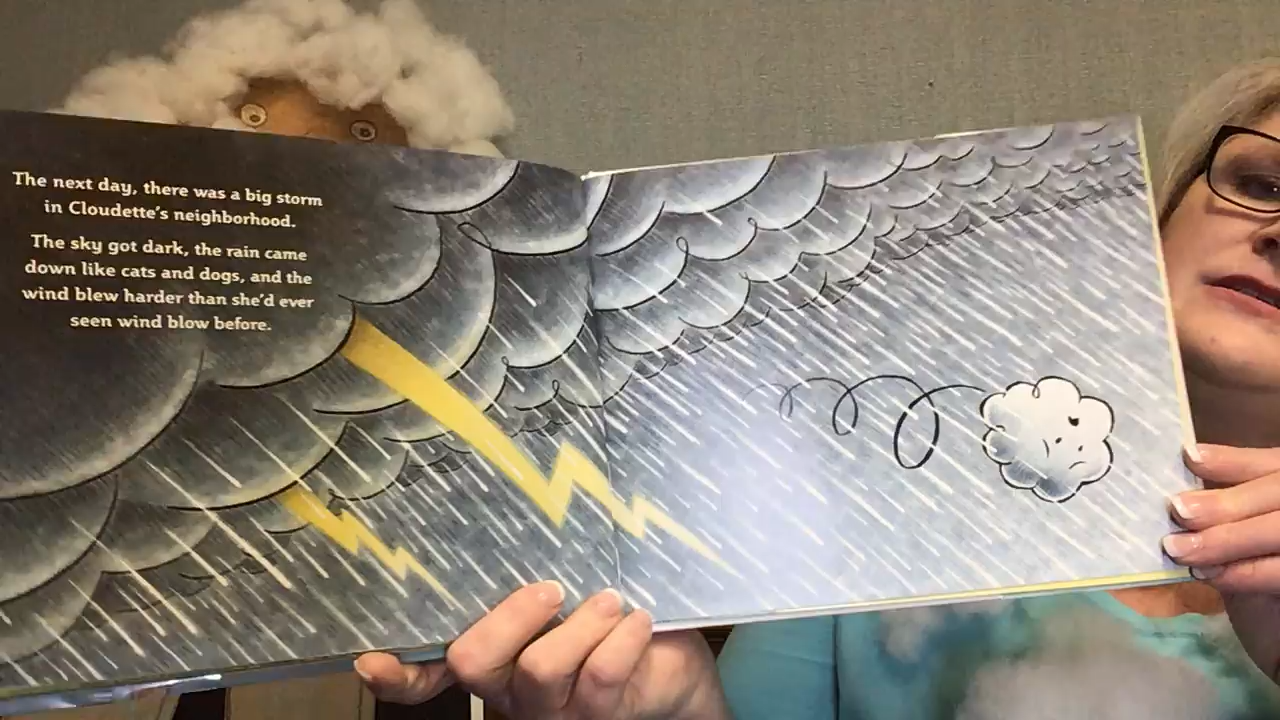 The next day, there was a big storm
in Cloudette's neighborhood.
The sky got dark, the rain came
down like cats and dogs, and the
wind blew harder than she'd ever
seen wind blow before.